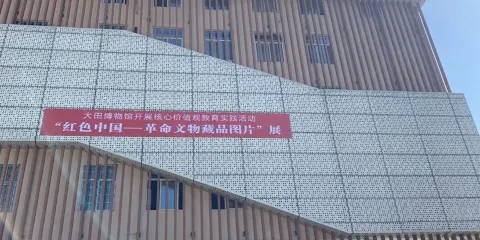 大田博物馆开展核心价值观教育实践活动
“红色中国—革命文物藏品图片”展